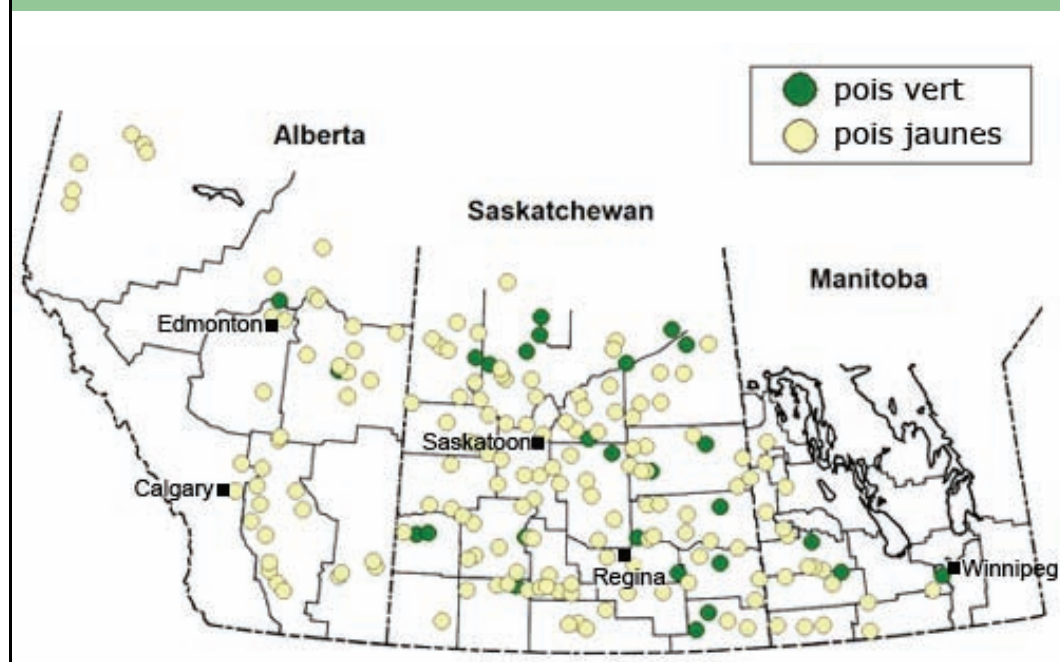 pois vert
pois jaunes
Alberta
Saskatchewan
Manitoba
Edmonton
Saskatoon
Calgary
Regina
Winnipeg